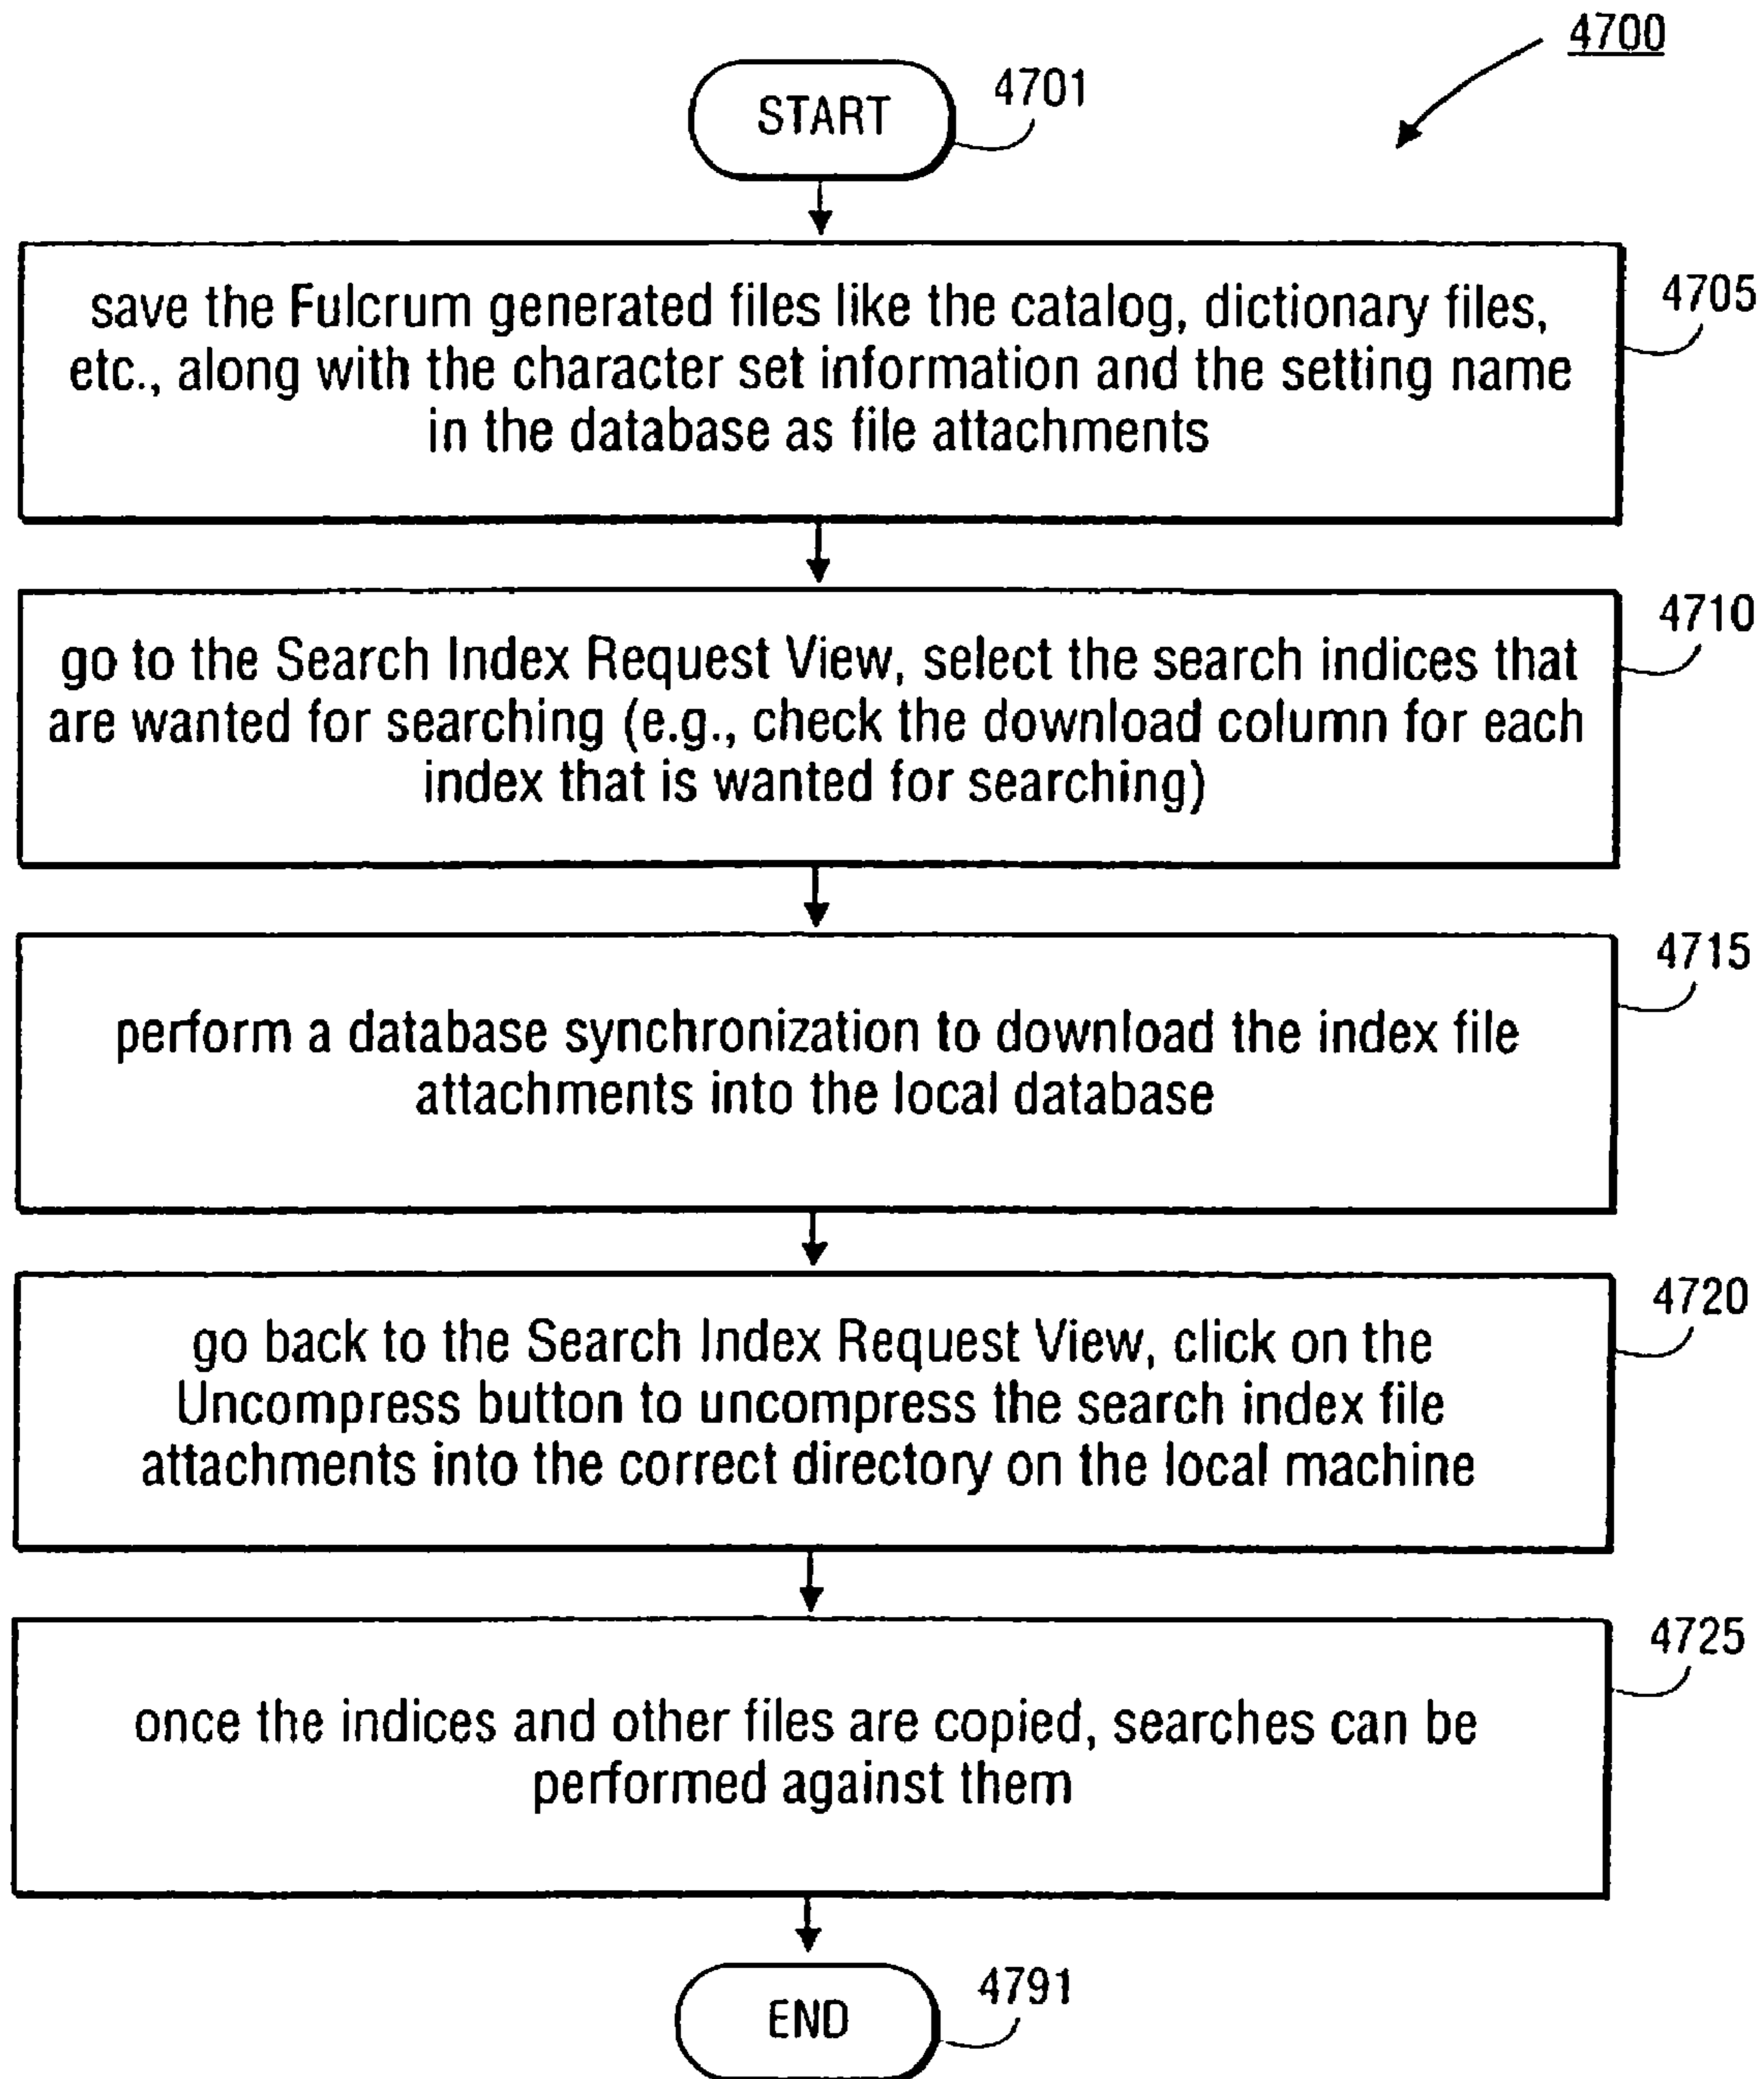 4700
START
4701
save the Fulcrum generated files like the catalog, dictionary files,
etc., along with the character set information and the setting name
in the database as file attachments
4705
go to the Search Index Request View, select the search indices that
are wanted for searching (e.g., check the download column for each
index that is wanted for searching)
4710
perform a database synchronization to download the index file
attachments into the local database
4715
go back to the Search Index Request View, click on the
Uncompress button to uncompress the search index file
attachments into the correct directory on the local machine
4720
once the indices and other files are copied, searches can be
performed against them
4725
END
4791